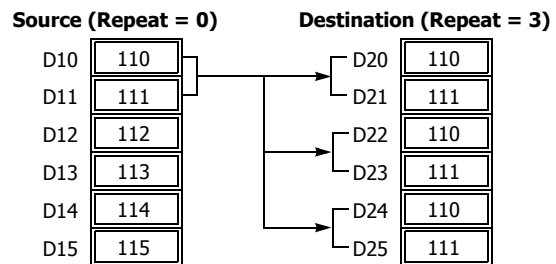 Source (Repeat = 0) Destination (Repeat = 3)
D10 110 D20 110
D11 111 D21 111
D12 112 D22 110
D13 113 D23 111
D14 114 D24 110
D15 115 D25 111